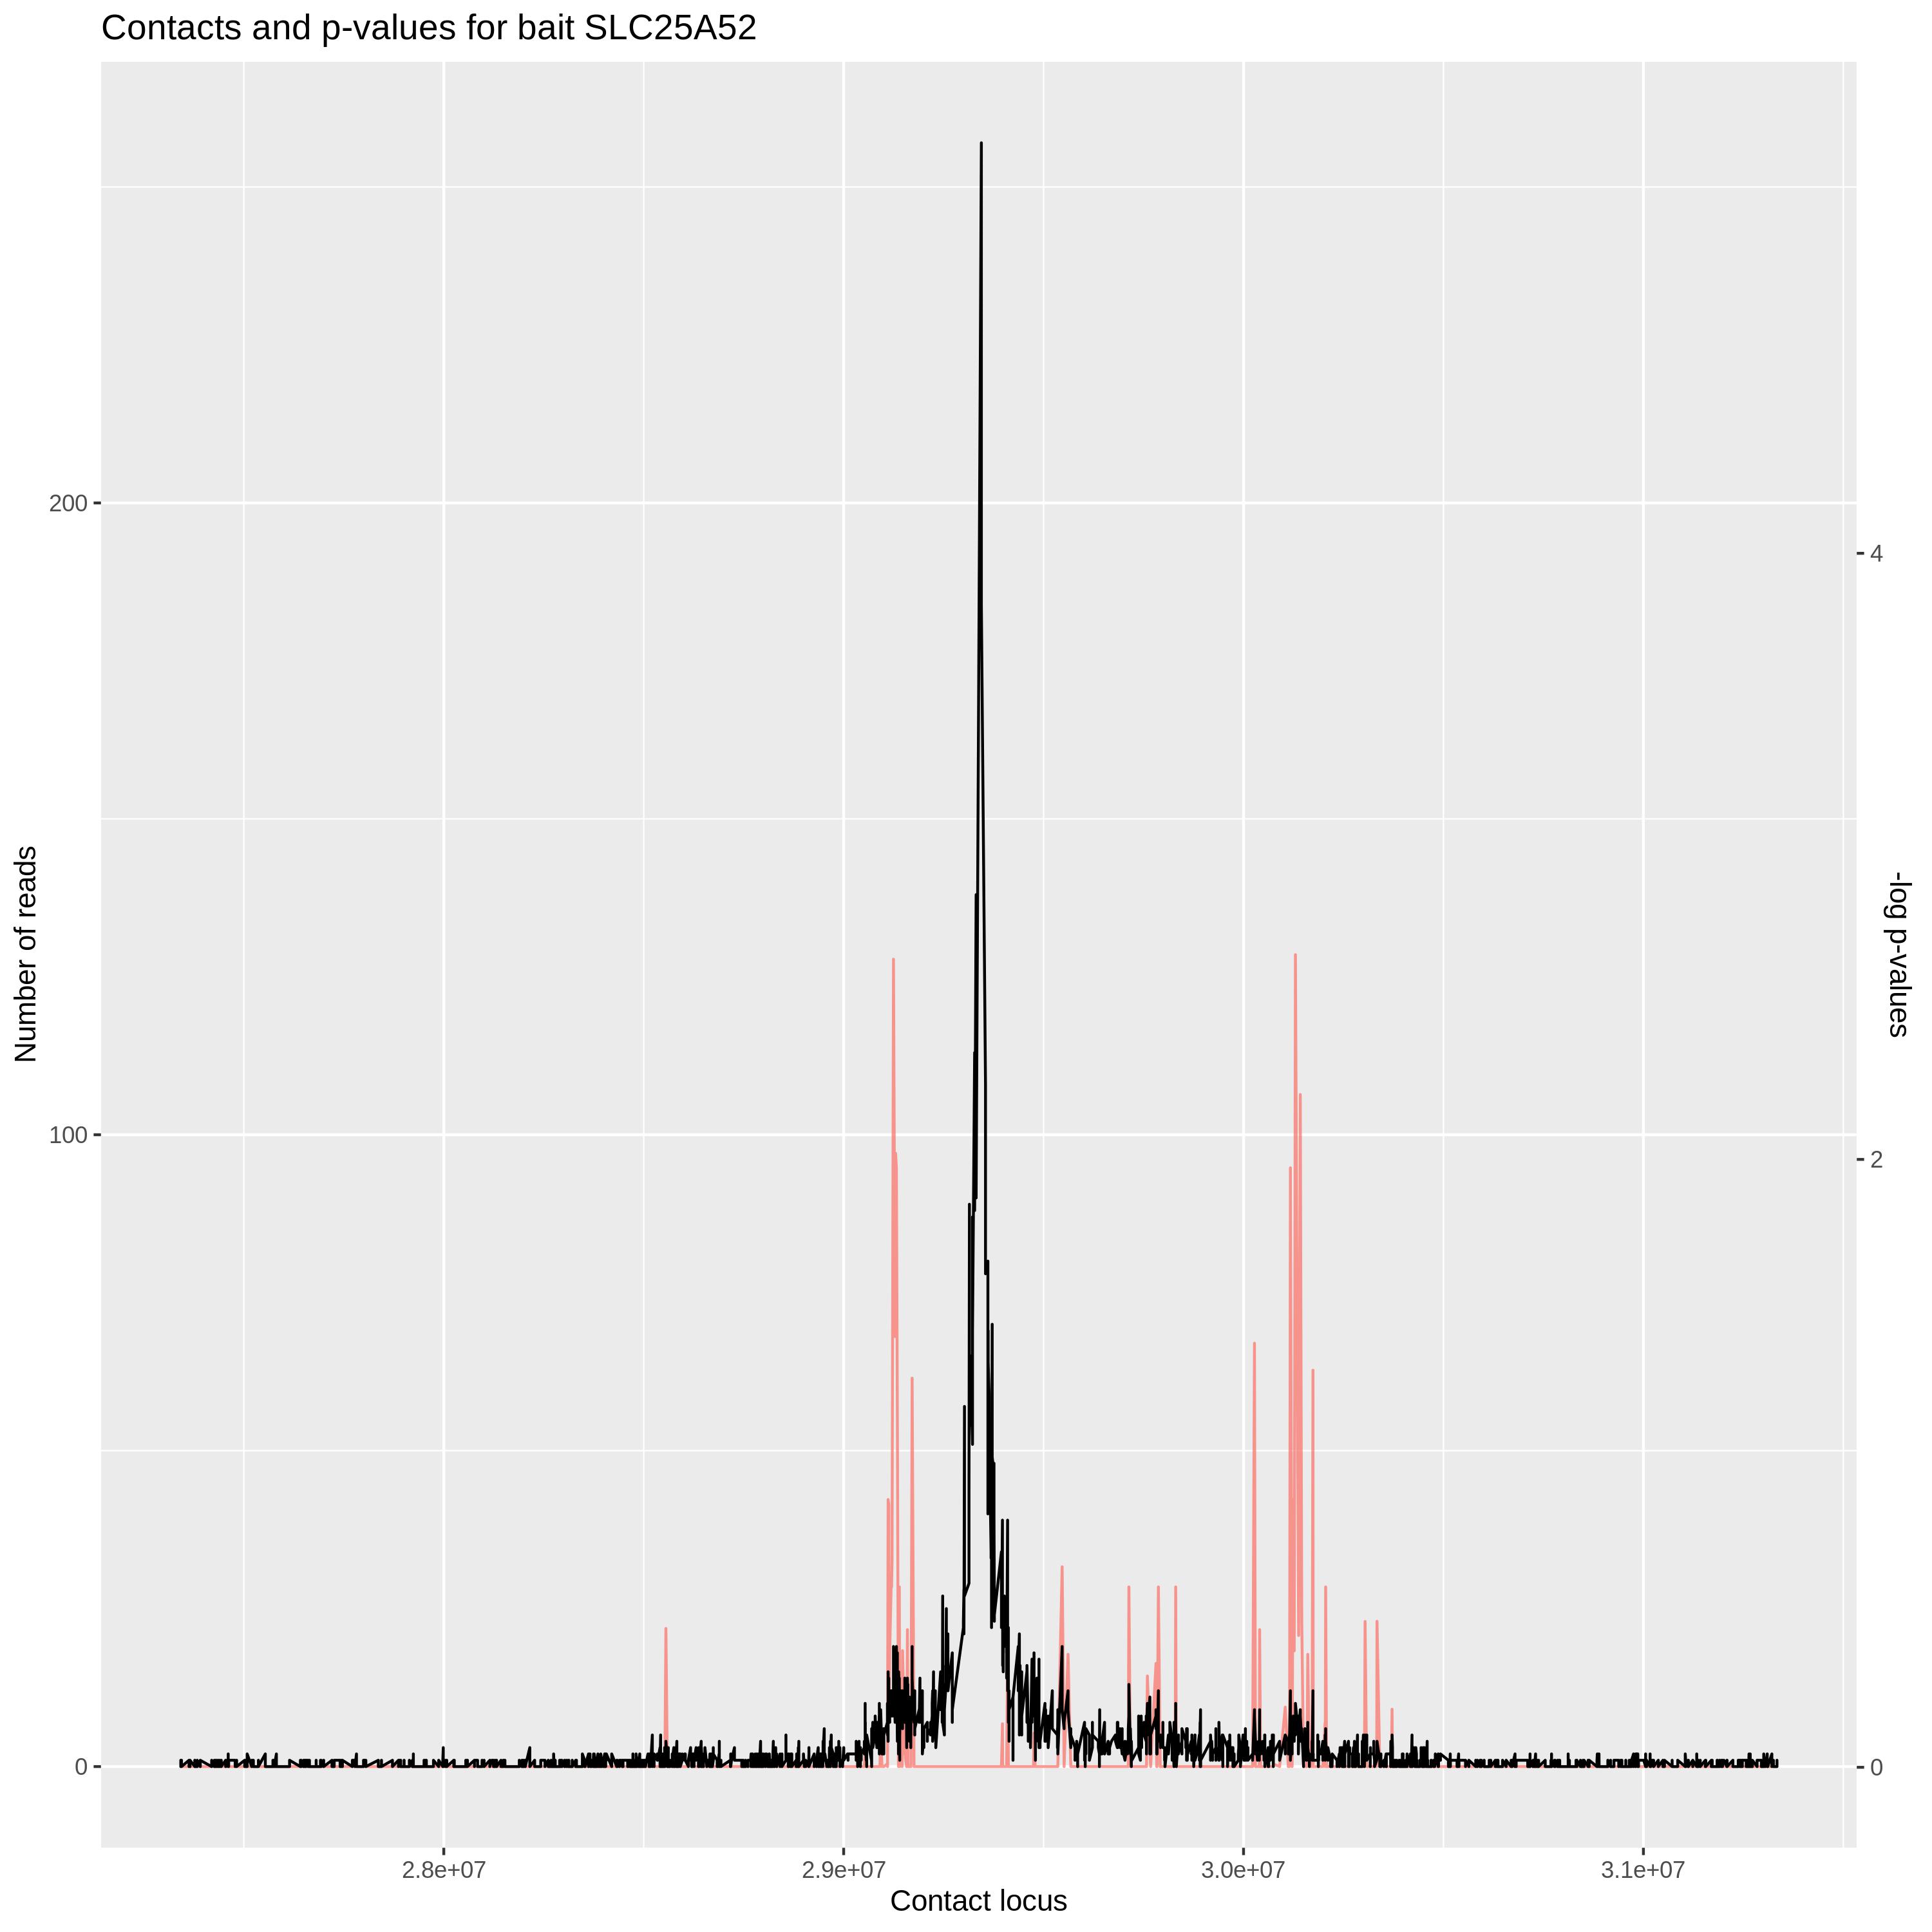 Contacts and p-values for bait SLC25A52
Number of reads
200
100
0
4
2
0
-log p-values
2.8e+07
2.9e+07
3.0e+07
3.1e+07
Contact locus